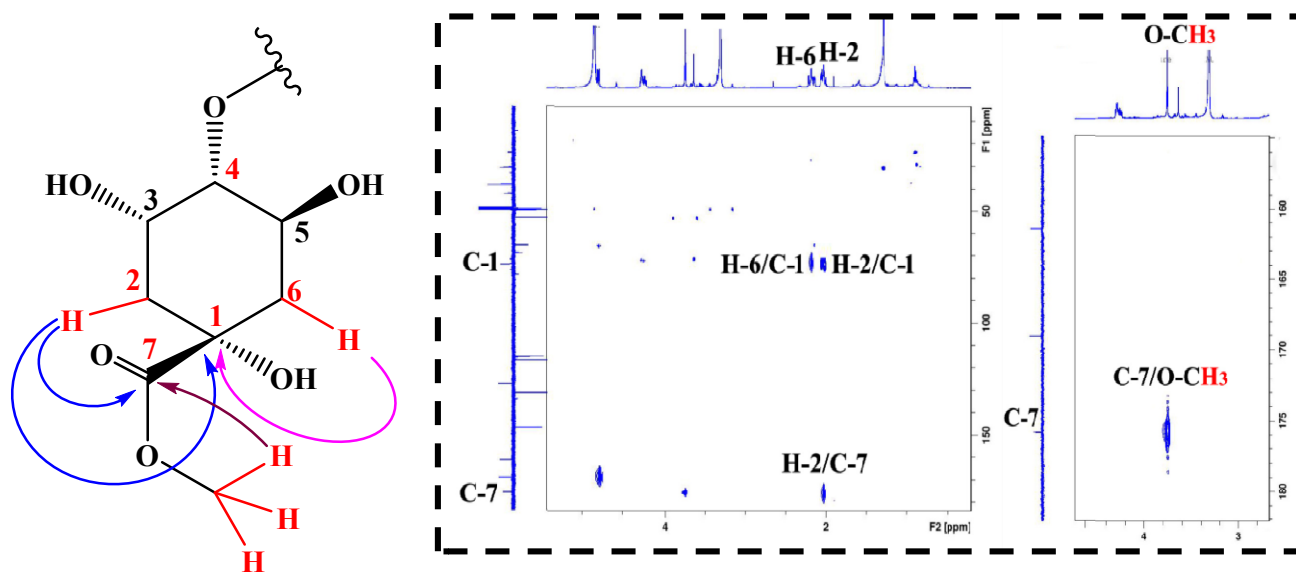 O
HO
OH
4
3
5
2
6
1
H
H
7
O
OH
O
H
H
H
H-6 H-2
F1 [ppm]
50
100
150
C-1
C-7
H-6/C-1 H-2/C-1
H-2/C-7
4 2 F2 [ppm]
O-CH3
C-7/O-CH3
C-7
160
165
170
175
180
4 3